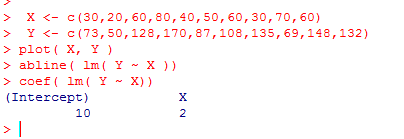 >
> X <- c(30,20,60,80,40,50,60,30,70,60)
> Y <- c(73,50,128,170,87,108,135,69,148,132)
> plot( X, Y )
> abline( lm( Y ~ X ))
> coef( lm( Y ~ X))
(Intercept) X
10 2
>